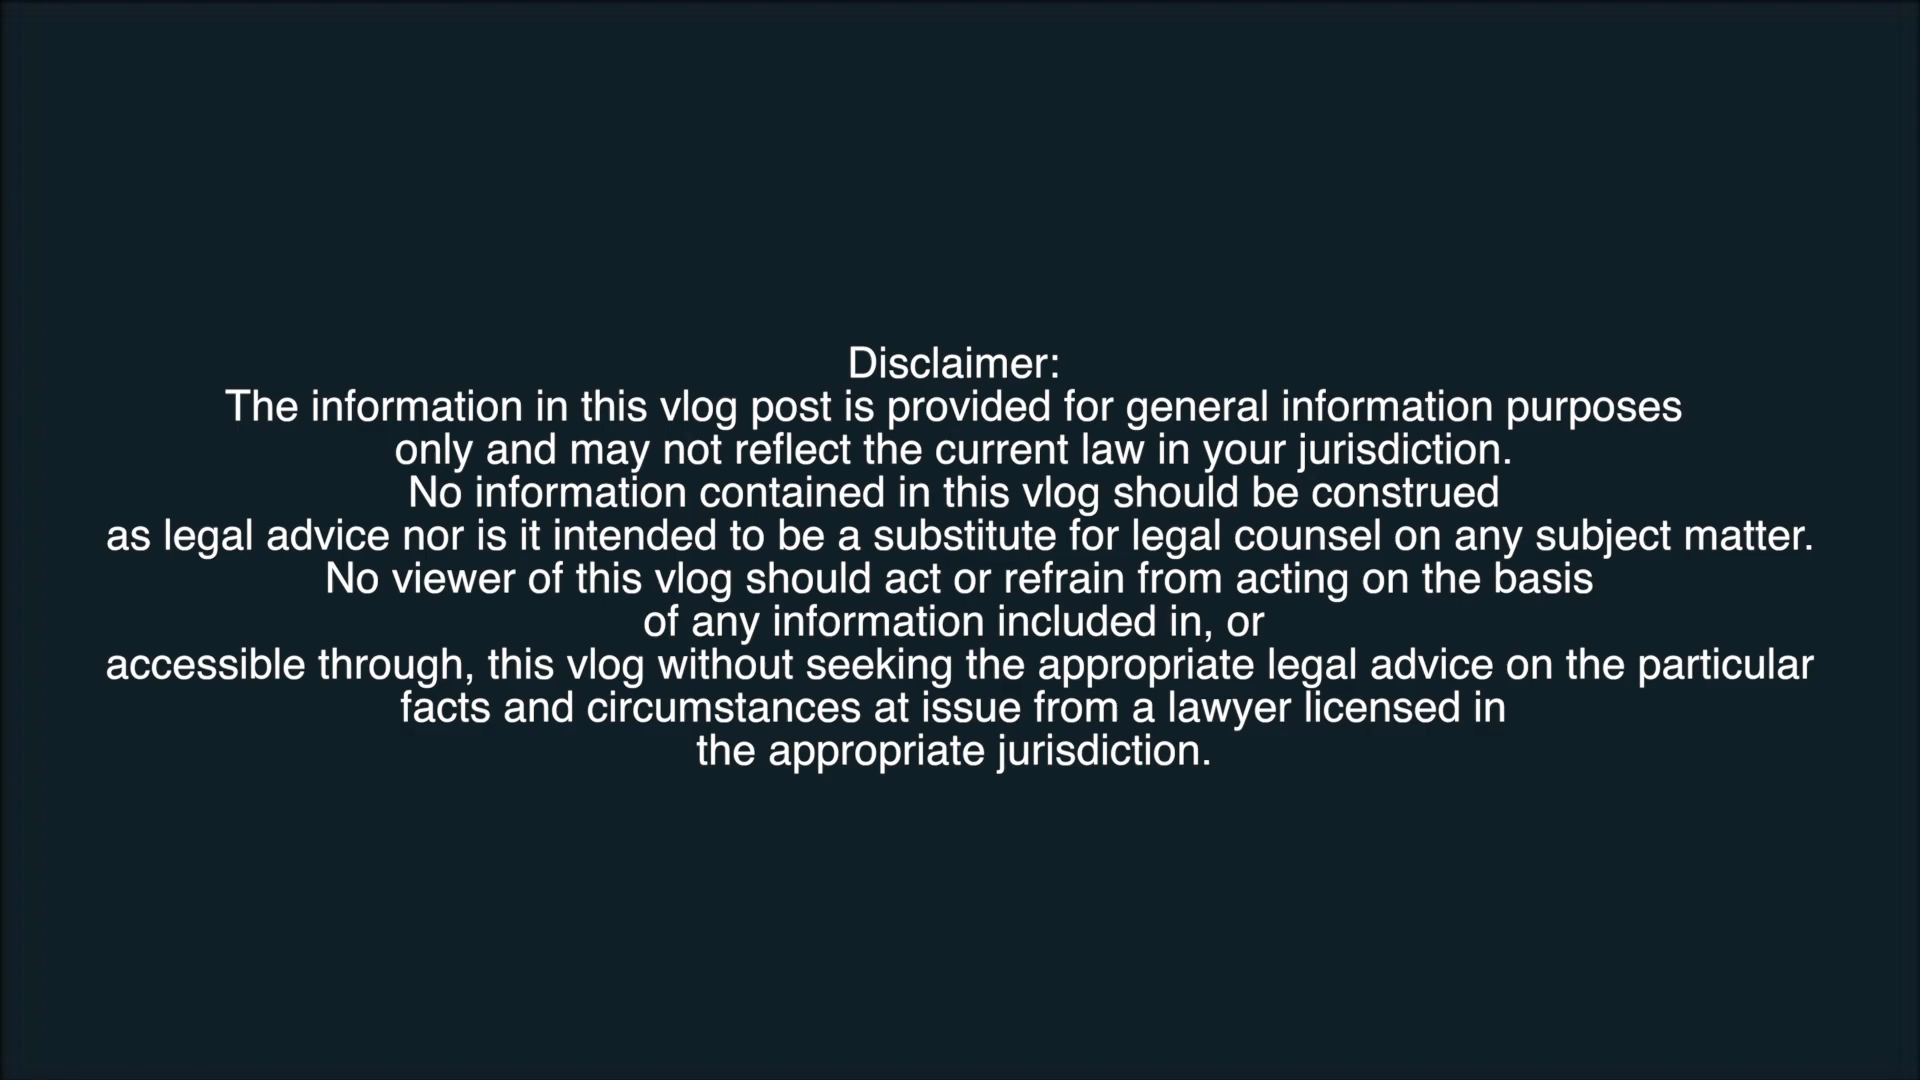 Disclaimer:
The information in this vlog post is provided for general information purposes
only and may not reflect the current law in your jurisdiction.
No information contained in this vlog should be construed
as legal advice nor is it intended to be a substitute for legal counsel on any subject matter.
No viewer of this vlog should act or refrain from acting on the basis
of any information included in, or
accessible through, this vlog without seeking the appropriate legal advice on the particular
facts and circumstances at issue from a lawyer licensed in
the appropriate jurisdiction.